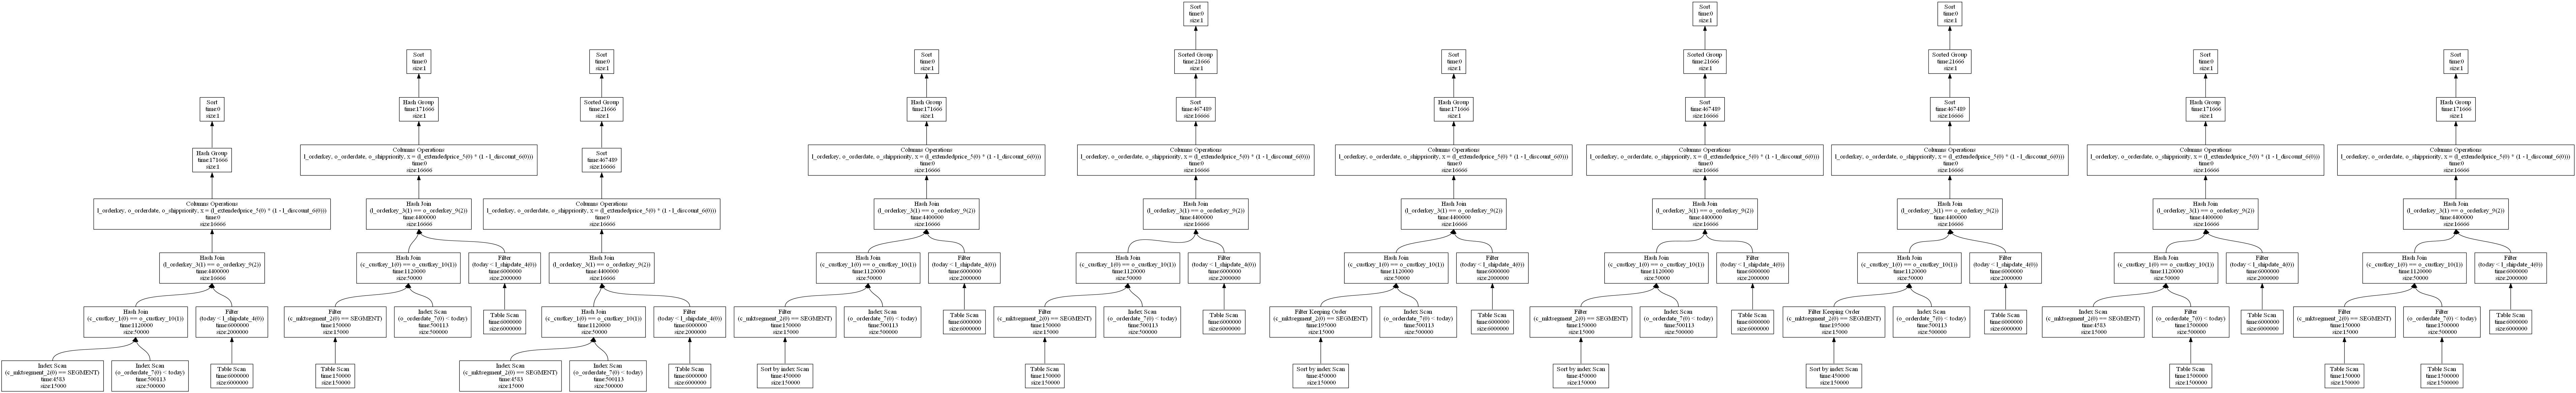 Sort
time:0
size:1
Hash Group
time:171666
size:1
Columns Operations
l_orderkey, o_orderdate, o_shippriority, x = (l_extendedprice_5(0) * (1 - l_discount_6(0)))
time:0
size:16666
Hash Join
(l_orderkey_3(1) == o_orderkey_9(2))
time:4400000
size:16666
Hash Join
(c_custkey_1(0) == o_custkey_10(1))
time:1120000
size:50000
Filter
(today < l_shipdate_4(0))
time:6000000
size:2000000
Index Scan
(c_mktsegment_2(0) == SEGMENT)
time:4583
size:15000
Index Scan
(o_orderdate_7(0) < today)
time:500113
size:500000
Table Scan
time:6000000
size:6000000
Sort
time:0
size:1
Hash Group
time:171666
size:1
Columns Operations
l_orderkey, o_orderdate, o_shippriority, x = (l_extendedprice_5(0) * (1 - l_discount_6(0)))
time:0
size:16666
Hash Join
(l_orderkey_3(1) == o_orderkey_9(2))
time:4400000
size:16666
Hash Join
(c_custkey_1(0) == o_custkey_10(1))
time:1120000
size:50000
Filter
(today < l_shipdate_4(0))
time:6000000
size:2000000
Filter
(c_mktsegment_2(0) == SEGMENT)
time:150000
size:15000
Index Scan
(o_orderdate_7(0) < today)
time:500113
size:500000
Table Scan
time:6000000
size:6000000
Table Scan
time:150000
size:150000
Sort
time:0
size:1
Sorted Group
time:21666
size:1
Sort
time:467489
size:16666
Columns Operations
l_orderkey, o_orderdate, o_shippriority, x = (l_extendedprice_5(0) * (1 - l_discount_6(0)))
time:0
size:16666
Hash Join
(l_orderkey_3(1) == o_orderkey_9(2))
time:4400000
size:16666
Hash Join
(c_custkey_1(0) == o_custkey_10(1))
time:1120000
size:50000
Filter
(today < l_shipdate_4(0))
time:6000000
size:2000000
Index Scan
(c_mktsegment_2(0) == SEGMENT)
time:4583
size:15000
Index Scan
(o_orderdate_7(0) < today)
time:500113
size:500000
Table Scan
time:6000000
size:6000000
Sort
time:0
size:1
Hash Group
time:171666
size:1
Columns Operations
l_orderkey, o_orderdate, o_shippriority, x = (l_extendedprice_5(0) * (1 - l_discount_6(0)))
time:0
size:16666
Hash Join
(l_orderkey_3(1) == o_orderkey_9(2))
time:4400000
size:16666
Hash Join
(c_custkey_1(0) == o_custkey_10(1))
time:1120000
size:50000
Filter
(today < l_shipdate_4(0))
time:6000000
size:2000000
Filter
(c_mktsegment_2(0) == SEGMENT)
time:150000
size:15000
Index Scan
(o_orderdate_7(0) < today)
time:500113
size:500000
Table Scan
time:6000000
size:6000000
Sort by index Scan
time:450000
size:150000
Sort
time:0
size:1
Sorted Group
time:21666
size:1
Sort
time:467489
size:16666
Columns Operations
l_orderkey, o_orderdate, o_shippriority, x = (l_extendedprice_5(0) * (1 - l_discount_6(0)))
time:0
size:16666
Hash Join
(l_orderkey_3(1) == o_orderkey_9(2))
time:4400000
size:16666
Hash Join
(c_custkey_1(0) == o_custkey_10(1))
time:1120000
size:50000
Filter
(today < l_shipdate_4(0))
time:6000000
size:2000000
Filter
(c_mktsegment_2(0) == SEGMENT)
time:150000
size:15000
Index Scan
(o_orderdate_7(0) < today)
time:500113
size:500000
Table Scan
time:6000000
size:6000000
Table Scan
time:150000
size:150000
Sort
time:0
size:1
Hash Group
time:171666
size:1
Columns Operations
l_orderkey, o_orderdate, o_shippriority, x = (l_extendedprice_5(0) * (1 - l_discount_6(0)))
time:0
size:16666
Hash Join
(l_orderkey_3(1) == o_orderkey_9(2))
time:4400000
size:16666
Hash Join
(c_custkey_1(0) == o_custkey_10(1))
time:1120000
size:50000
Filter
(today < l_shipdate_4(0))
time:6000000
size:2000000
Filter Keeping Order
(c_mktsegment_2(0) == SEGMENT)
time:195000
size:15000
Index Scan
(o_orderdate_7(0) < today)
time:500113
size:500000
Table Scan
time:6000000
size:6000000
Sort by index Scan
time:450000
size:150000
Sort
time:0
size:1
Sorted Group
time:21666
size:1
Sort
time:467489
size:16666
Columns Operations
l_orderkey, o_orderdate, o_shippriority, x = (l_extendedprice_5(0) * (1 - l_discount_6(0)))
time:0
size:16666
Hash Join
(l_orderkey_3(1) == o_orderkey_9(2))
time:4400000
size:16666
Hash Join
(c_custkey_1(0) == o_custkey_10(1))
time:1120000
size:50000
Filter
(today < l_shipdate_4(0))
time:6000000
size:2000000
Filter
(c_mktsegment_2(0) == SEGMENT)
time:150000
size:15000
Index Scan
(o_orderdate_7(0) < today)
time:500113
size:500000
Table Scan
time:6000000
size:6000000
Sort by index Scan
time:450000
size:150000
Sort
time:0
size:1
Sorted Group
time:21666
size:1
Sort
time:467489
size:16666
Columns Operations
l_orderkey, o_orderdate, o_shippriority, x = (l_extendedprice_5(0) * (1 - l_discount_6(0)))
time:0
size:16666
Hash Join
(l_orderkey_3(1) == o_orderkey_9(2))
time:4400000
size:16666
Hash Join
(c_custkey_1(0) == o_custkey_10(1))
time:1120000
size:50000
Filter
(today < l_shipdate_4(0))
time:6000000
size:2000000
Filter Keeping Order
(c_mktsegment_2(0) == SEGMENT)
time:195000
size:15000
Index Scan
(o_orderdate_7(0) < today)
time:500113
size:500000
Table Scan
time:6000000
size:6000000
Sort by index Scan
time:450000
size:150000
Sort
time:0
size:1
Hash Group
time:171666
size:1
Columns Operations
l_orderkey, o_orderdate, o_shippriority, x = (l_extendedprice_5(0) * (1 - l_discount_6(0)))
time:0
size:16666
Hash Join
(l_orderkey_3(1) == o_orderkey_9(2))
time:4400000
size:16666
Hash Join
(c_custkey_1(0) == o_custkey_10(1))
time:1120000
size:50000
Filter
(today < l_shipdate_4(0))
time:6000000
size:2000000
Index Scan
(c_mktsegment_2(0) == SEGMENT)
time:4583
size:15000
Filter
(o_orderdate_7(0) < today)
time:1500000
size:500000
Table Scan
time:6000000
size:6000000
Table Scan
time:1500000
size:1500000
Sort
time:0
size:1
Hash Group
time:171666
size:1
Columns Operations
l_orderkey, o_orderdate, o_shippriority, x = (l_extendedprice_5(0) * (1 - l_discount_6(0)))
time:0
size:16666
Hash Join
(l_orderkey_3(1) == o_orderkey_9(2))
time:4400000
size:16666
Hash Join
(c_custkey_1(0) == o_custkey_10(1))
time:1120000
size:50000
Filter
(today < l_shipdate_4(0))
time:6000000
size:2000000
Filter
(c_mktsegment_2(0) == SEGMENT)
time:150000
size:15000
Filter
(o_orderdate_7(0) < today)
time:1500000
size:500000
Table Scan
time:6000000
size:6000000
Table Scan
time:150000
size:150000
Table Scan
time:1500000
size:1500000